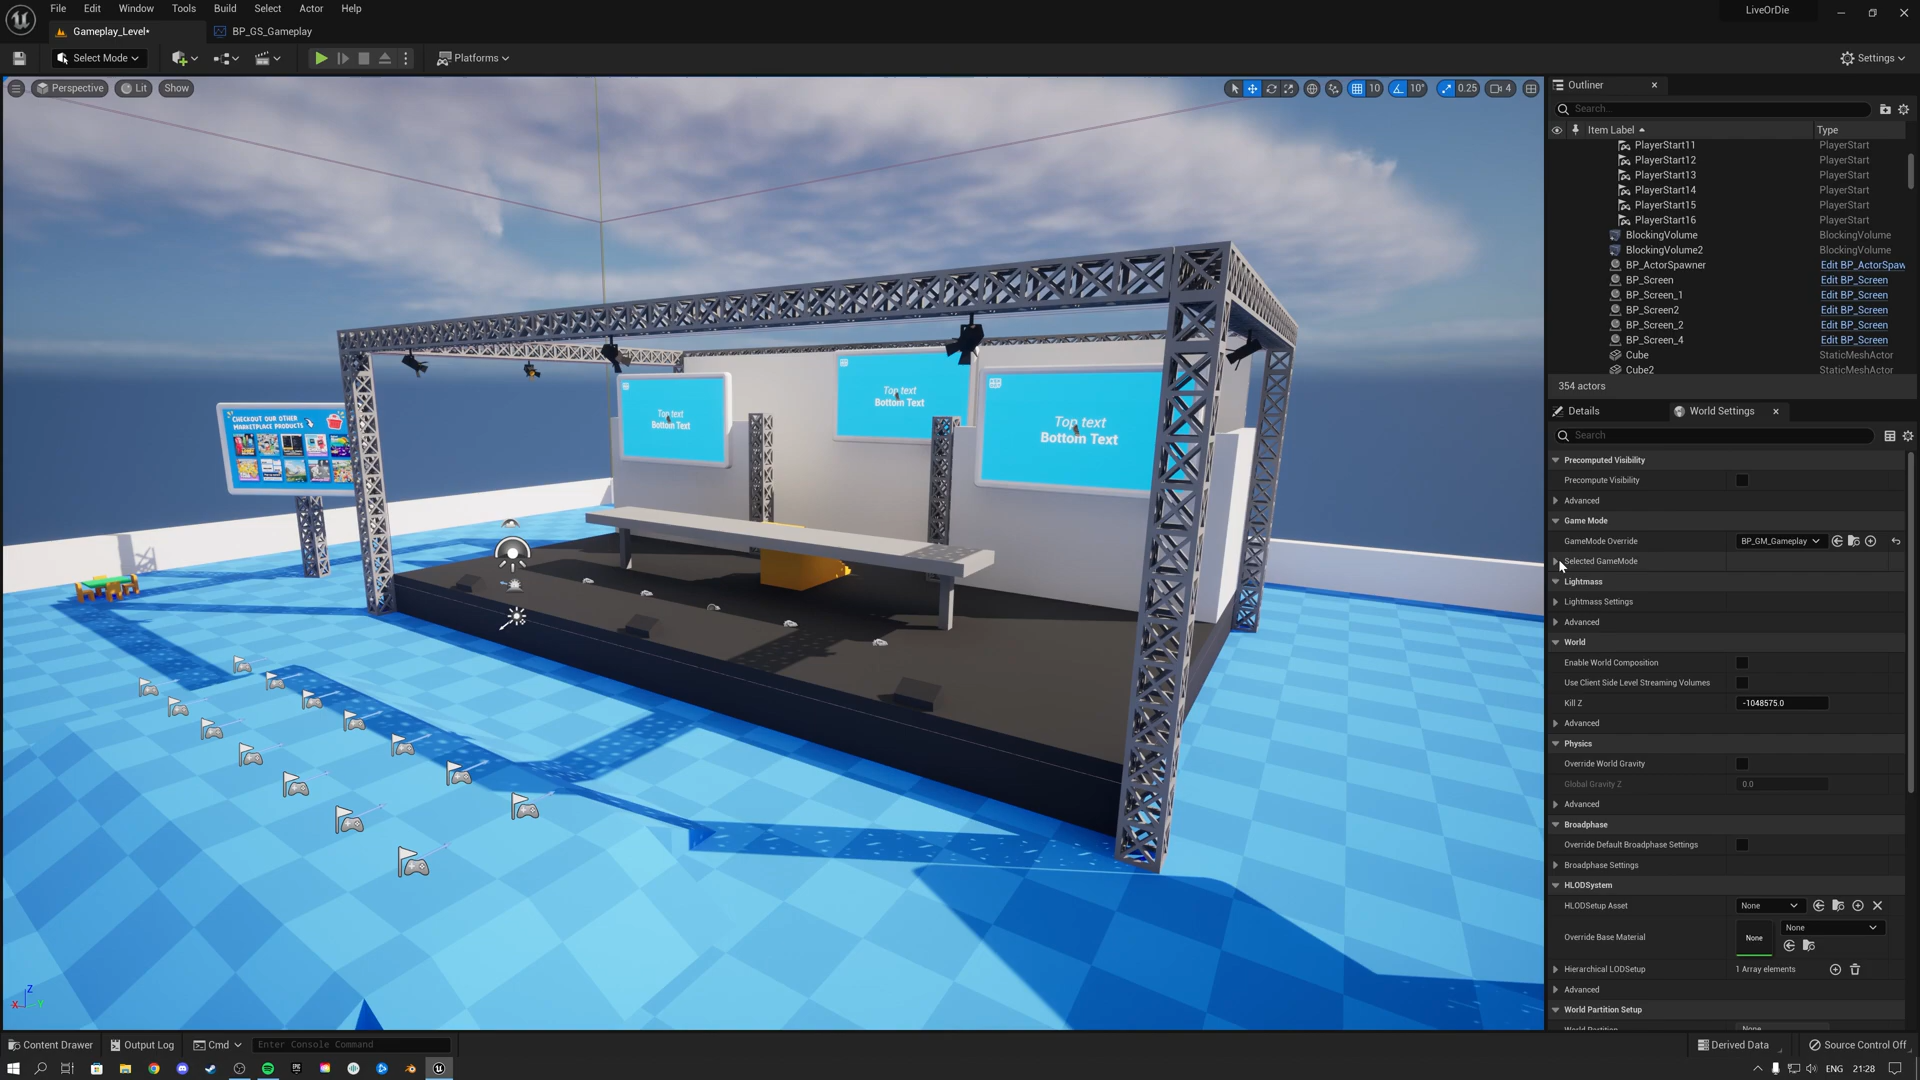 File Edit Window Tools Build Select Actor Help
LiveOrDie
Gameplay_Level*
BP_GS_Gameplay
Select Mode
Platforms
Settings
Perspective
Lit
Show
10
10°
0.25
4
Outliner
Search...
Item Label
Type
PlayerStart11 PlayerStart
PlayerStart12 PlayerStart
PlayerStart13 PlayerStart
PlayerStart14 PlayerStart
PlayerStart15 PlayerStart
PlayerStart16 PlayerStart
BlockingVolume BlockingVolume
BlockingVolume2 BlockingVolume
BP_ActorSpawner Edit BP_ActorSpaw
BP_Screen Edit BP_Screen
BP_Screen_1 Edit BP_Screen
BP_Screen2 Edit BP_Screen
BP_Screen_2 Edit BP_Screen
BP_Screen_4 Edit BP_Screen
Cube StaticMeshActor
Cube2 StaticMeshActor
354 actors
Details
World Settings
Search
Precomputed Visibility
Precompute Visibility
Advanced
Game Mode
GameMode Override BP_GM_Gameplay
Selected GameMode
Lightmass
Lightmass Settings
Advanced
World
Enable World Composition
Use Client Side Level Streaming Volumes
Kill Z -1048575.0
Advanced
Physics
Override World Gravity
Global Gravity Z 0.0
Advanced
Broadphase
Override Default Broadphase Settings
Broadphase Settings
HLODSystem
HLODSetup Asset None
Override Base Material None None
Hierarchical LODSetup 1 Array elements
Advanced
World Partition Setup
World Partition None
CHECKOUT OUR OTHER
MARKETPLACE PRODUCTS
Top text
Bottom Text
Top text
Bottom Text
Top text
Bottom Text
Z
X
Y
Content Drawer
Output Log
Cmd
Enter Console Command
Derived Data
Source Control Off
ENG
21:28